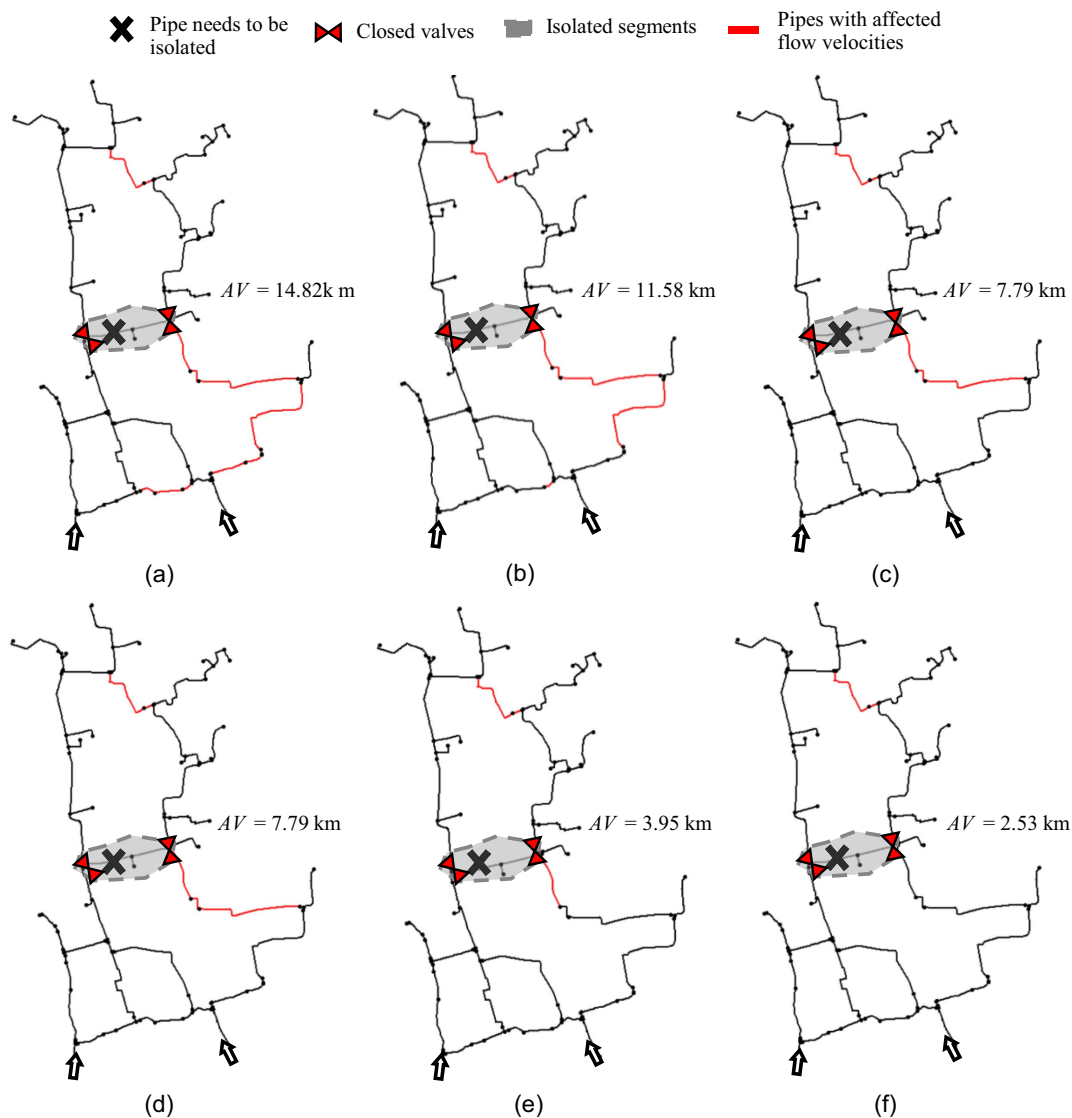 Pipe needs to be
isolated
Closed valves
Isolated segments
Pipes with affected
flow velocities
AV = 14.82k m
AV = 11.58 km
AV = 7.79 km
(a)
(b)
(c)
AV = 7.79 km
AV = 3.95 km
AV = 2.53 km
(d)
(e)
(f)